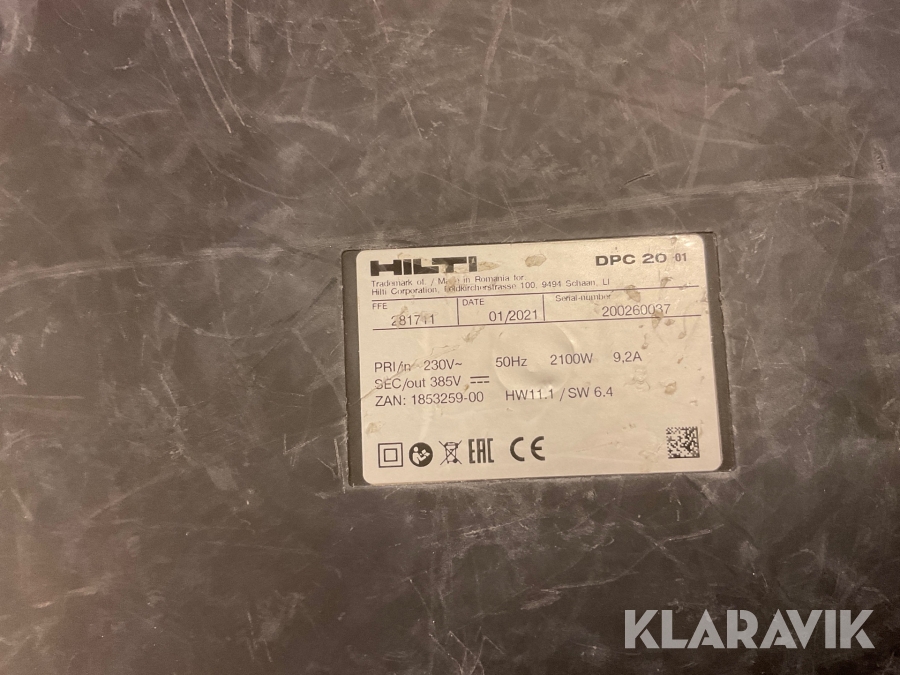 HILTI DPC 20 01
Trademark of / Made in Romania for
Hilti Corporation, Feldkircherstrasse 100, 9494 Schaan, LI
FFE DATE Serial-number
281711 01/2021 200260037
PRI/in 230V~ 50Hz 2100W 9,2A
SEC/out 385V
ZAN: 1853259-00 HW11.1 / SW 6.4
EAC CE
KLARAVIK